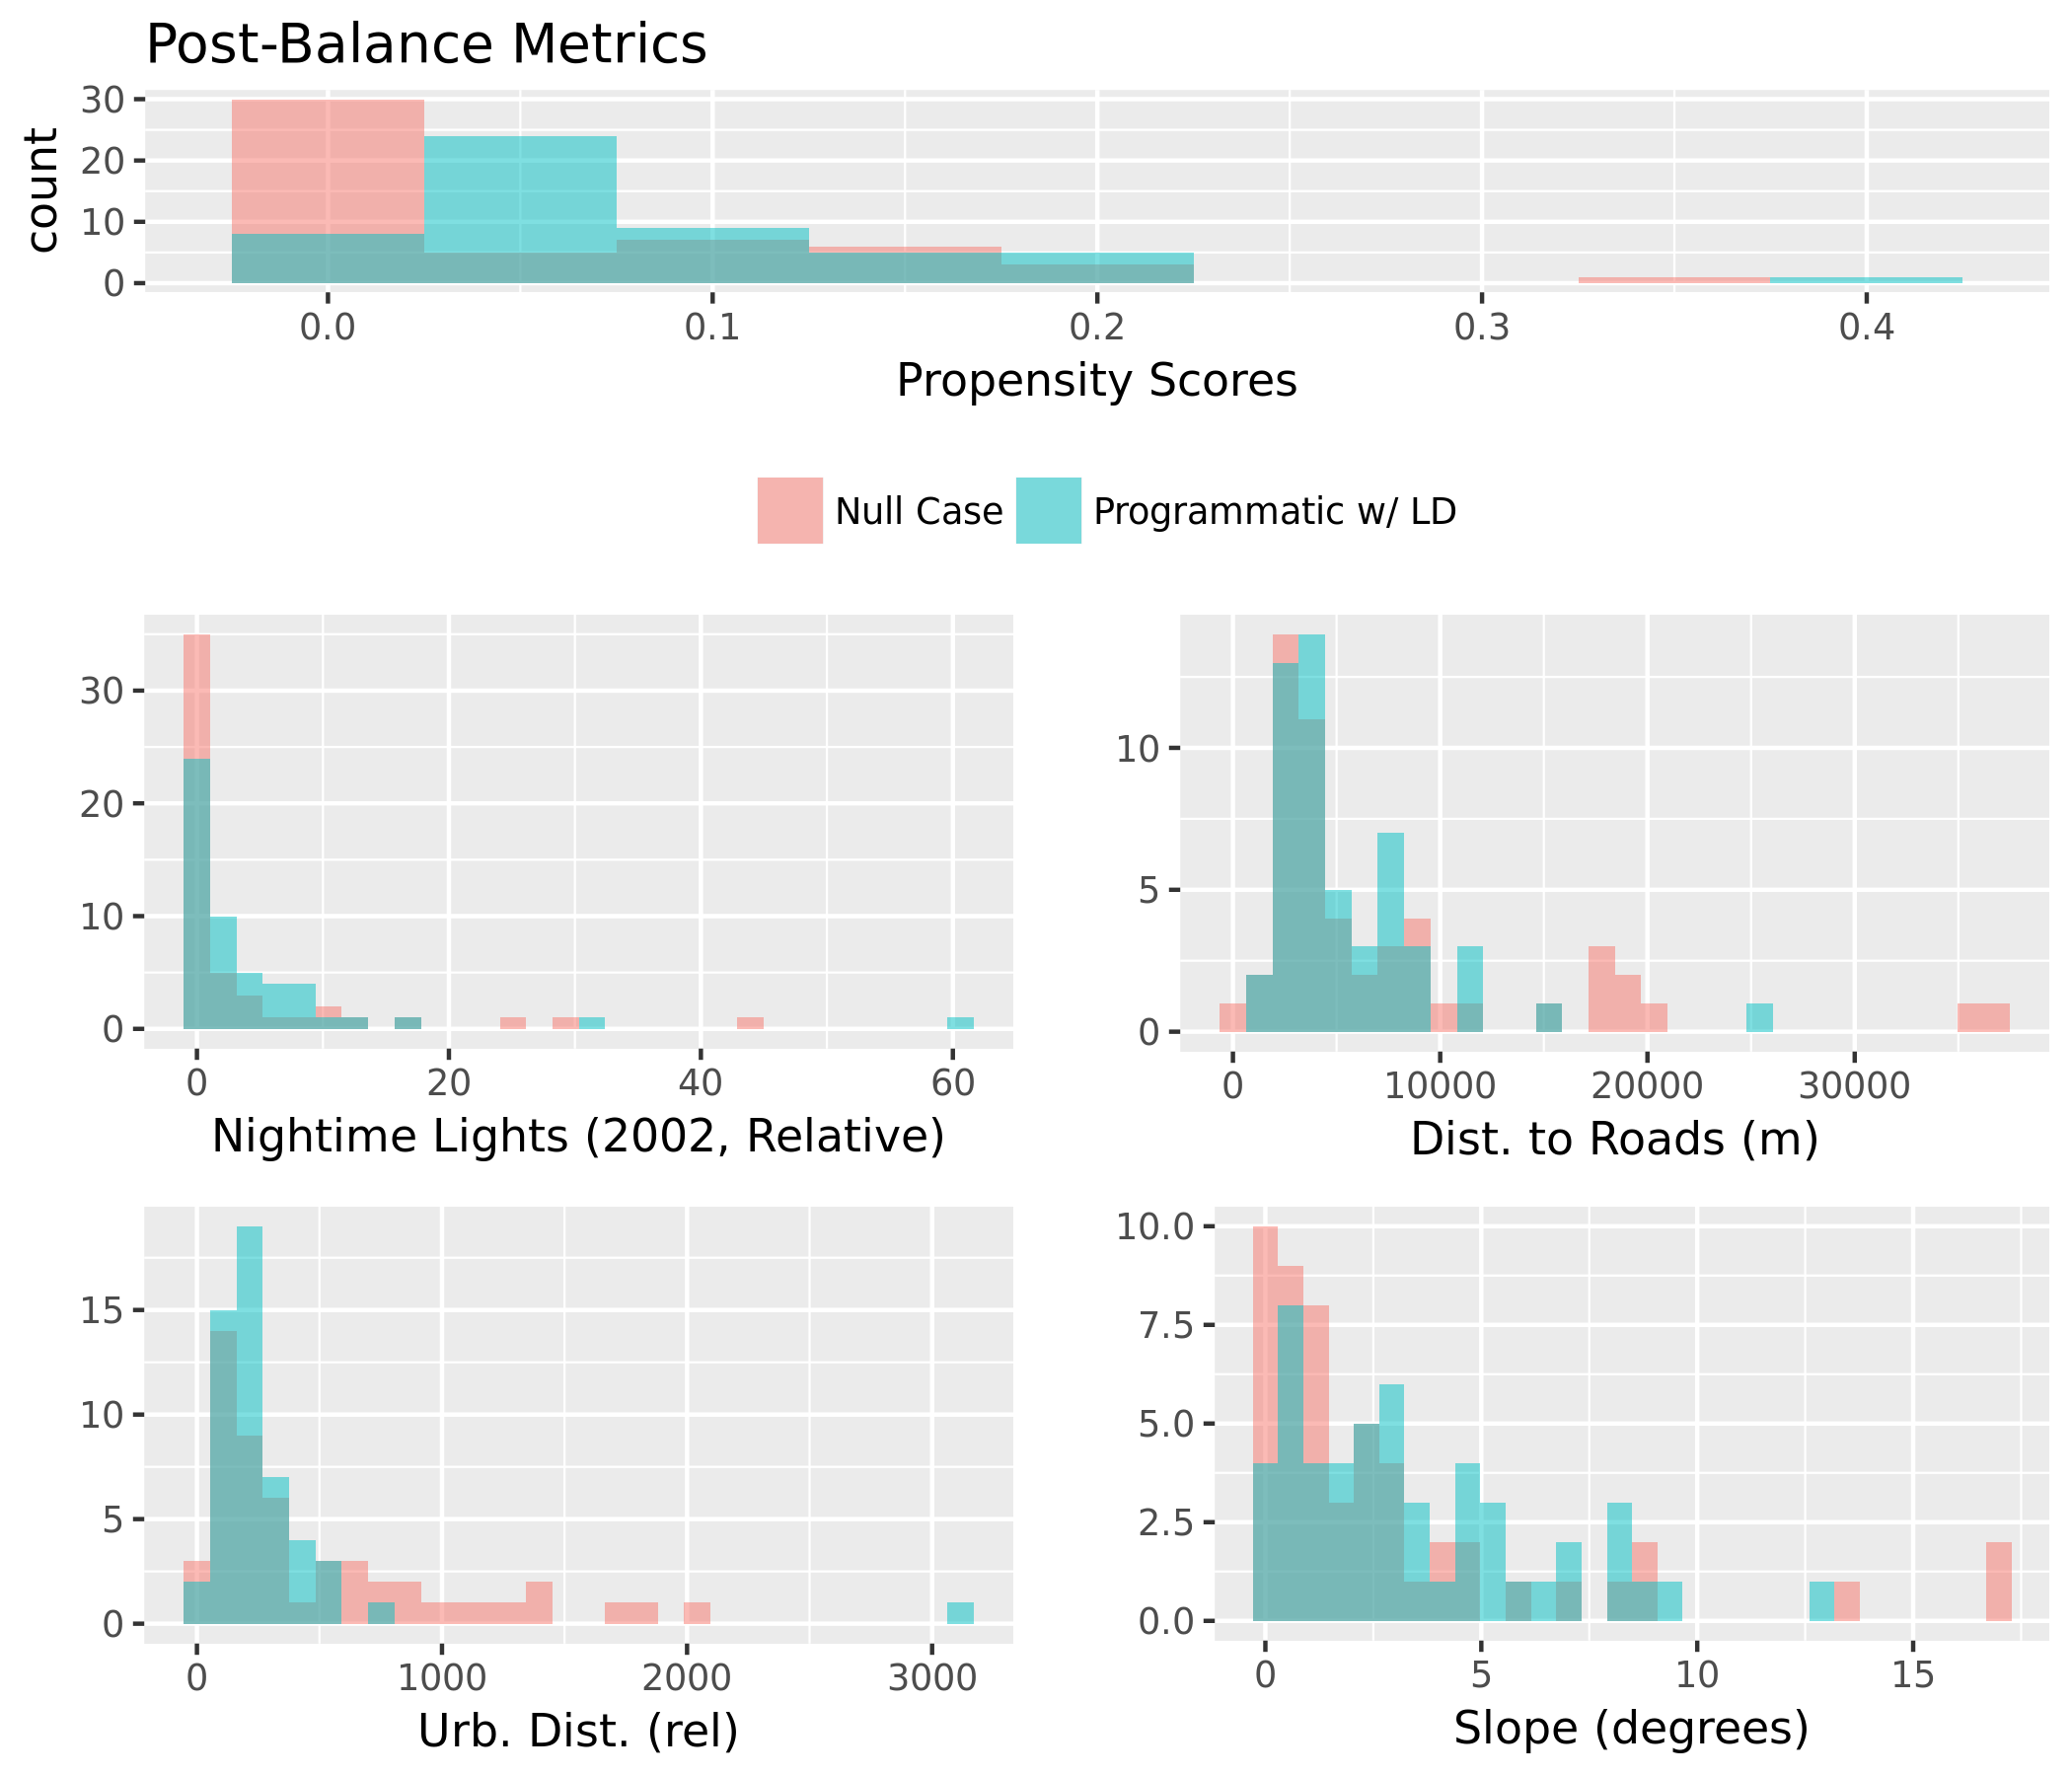 Post-Balance Metrics
count
30
20
10
0
0.0 0.1 0.2 0.3 0.4
Propensity Scores
Null Case Programmatic w/ LD
30
20
10
0
0 20 40 60
Nightime Lights (2002, Relative)
10
5
0
0 10000 20000 30000
Dist. to Roads (m)
15
10
5
0
0 1000 2000 3000
Urb. Dist. (rel)
10.0
7.5
5.0
2.5
0.0
0 5 10 15
Slope (degrees)